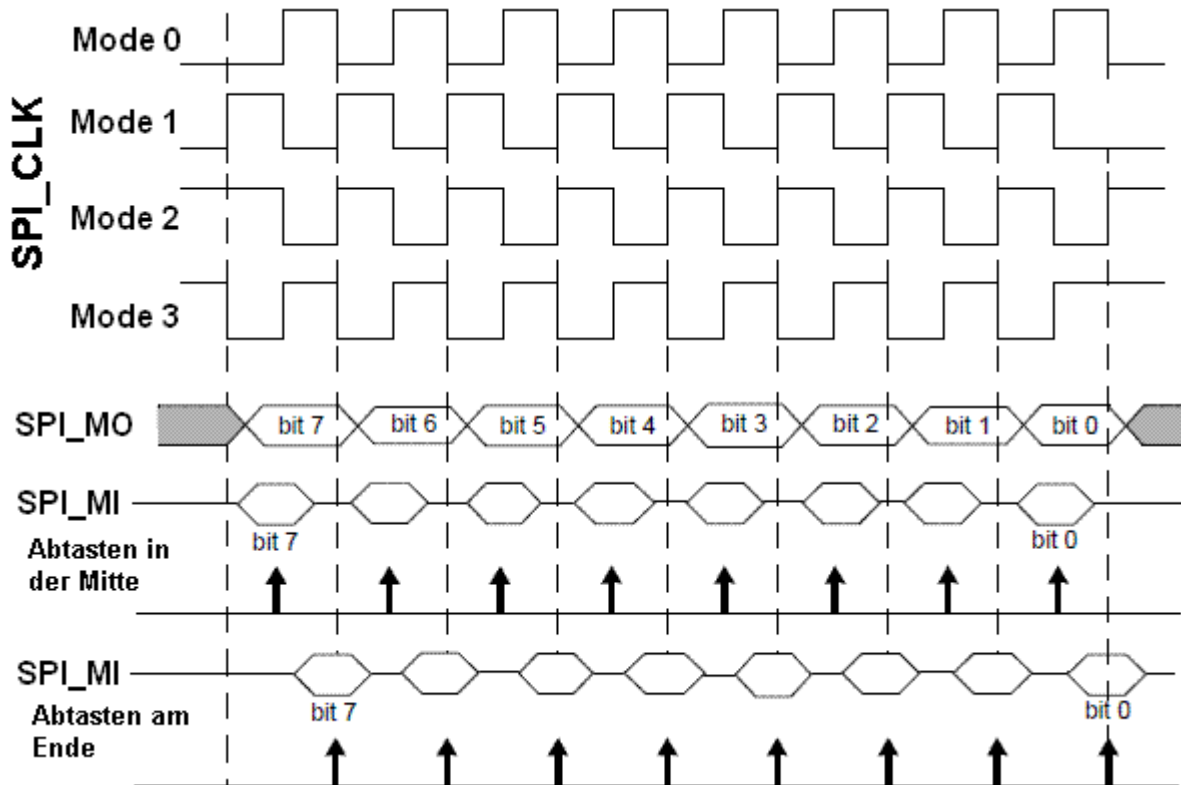 SPI_CLK
Mode 0
Mode 1
Mode 2
Mode 3
SPI_MO
bit 7 bit 6 bit 5 bit 4 bit 3 bit 2 bit 1 bit 0
SPI_MI
bit 7 bit 0
Abtasten in
der Mitte
SPI_MI
bit 7 bit 0
Abtasten am
Ende